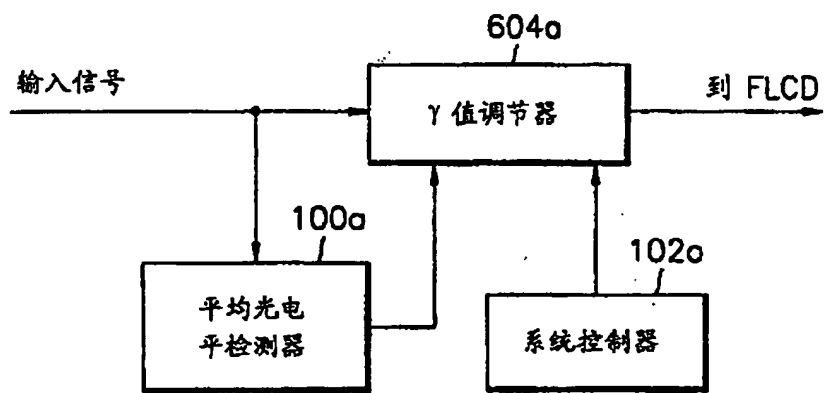 604a
输入信号
γ 值调节器
到 FLCD
100a
102a
平均光电
平检测器
系统控制器